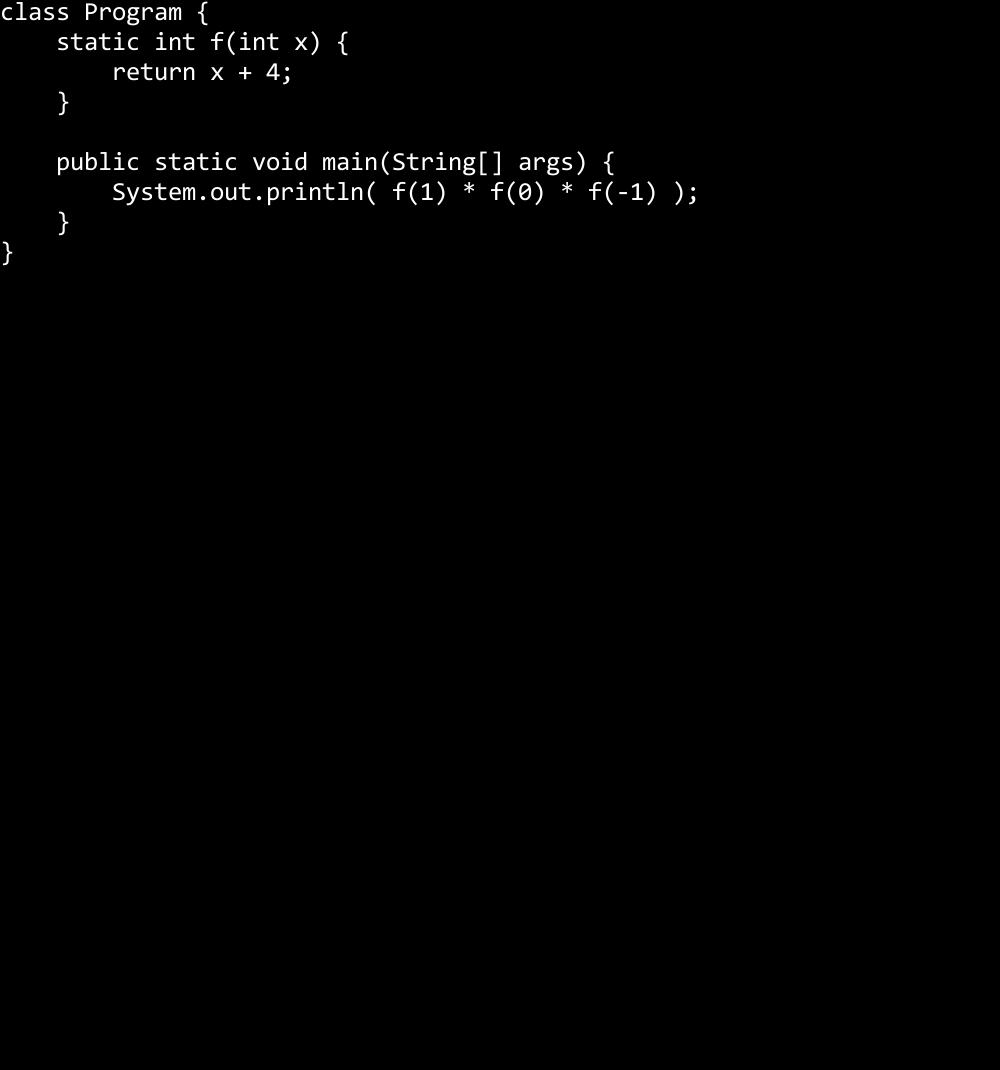 class Program {
    static int f(int x) {
        return x + 4;
    }

    public static void main(String[] args) {
        System.out.println( f(1) * f(0) * f(-1) );
    }
}